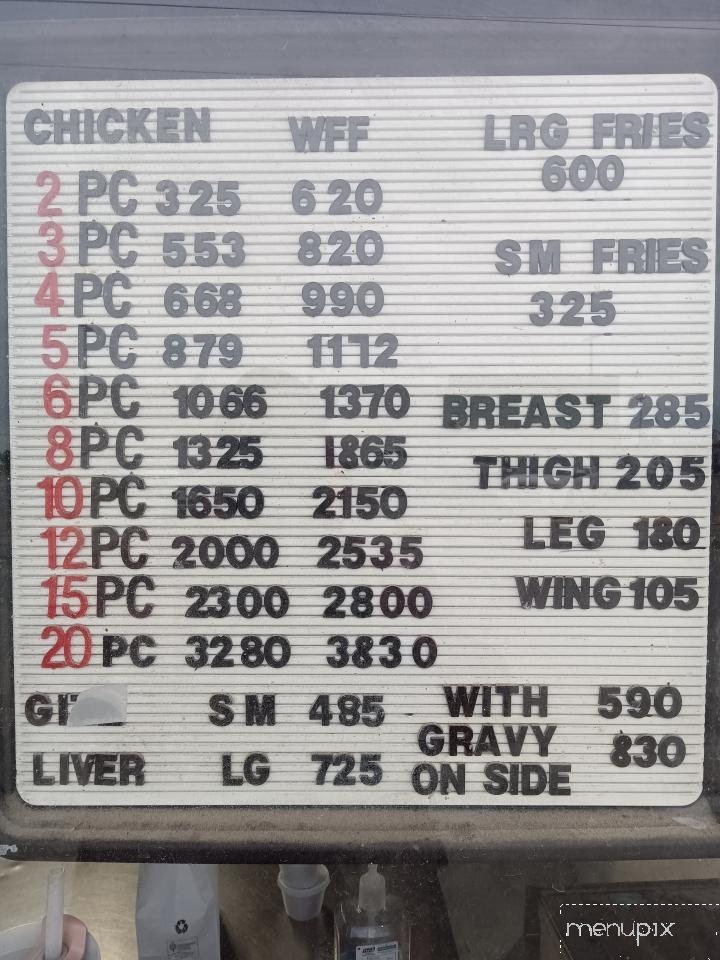 CHICKEN WFF LRG FRIES
600
2 PC 325 620
3 PC 553 820 SM FRIES
4 PC 668 990 325
5 PC 879 1172
6 PC 1066 1370 BREAST 285
8 PC 1325 1865 THIGH 205
10 PC 1650 2150
12 PC 2000 2535 LEG 180
15 PC 2300 2800 WING 105
20 PC 3280 3830
SM 485 WITH 590
GRAVY 830
LIVER LG 725 ON SIDE
menupix